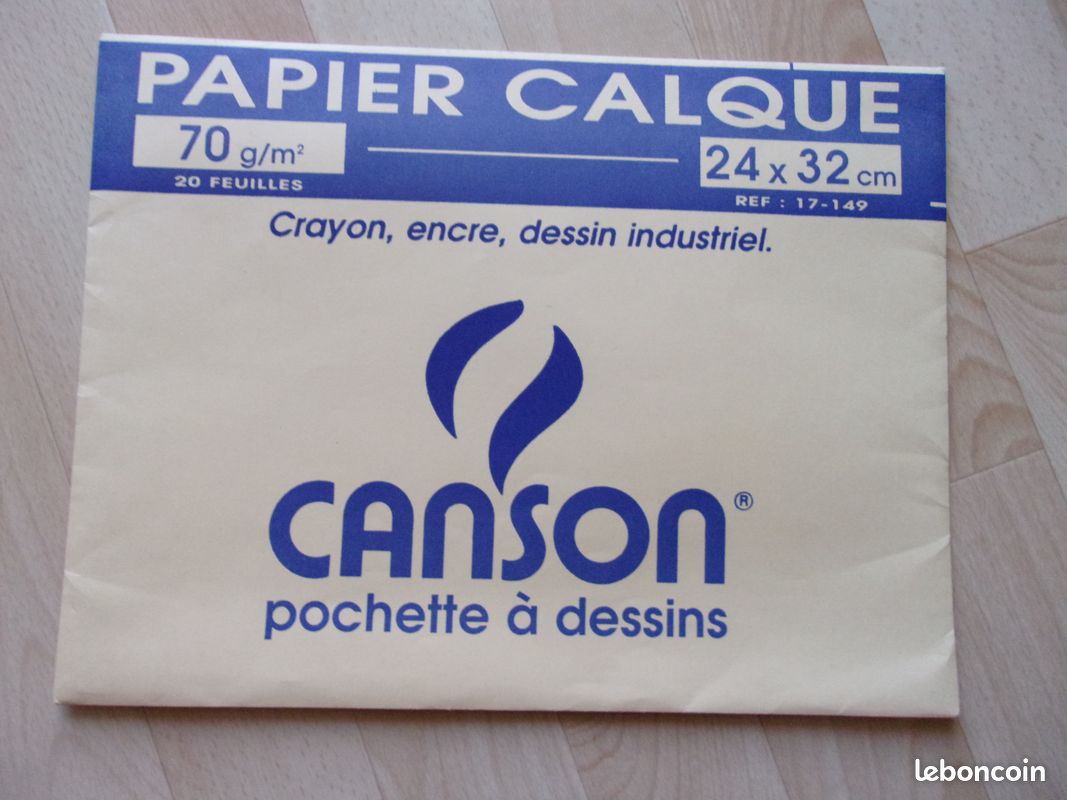 PAPIER CALQUE
70 g/m²
24 x 32 cm
20 FEUILLES
REF : 17-149
Crayon, encre, dessin industriel.
CANSON®
pochette à dessins
leboncoin